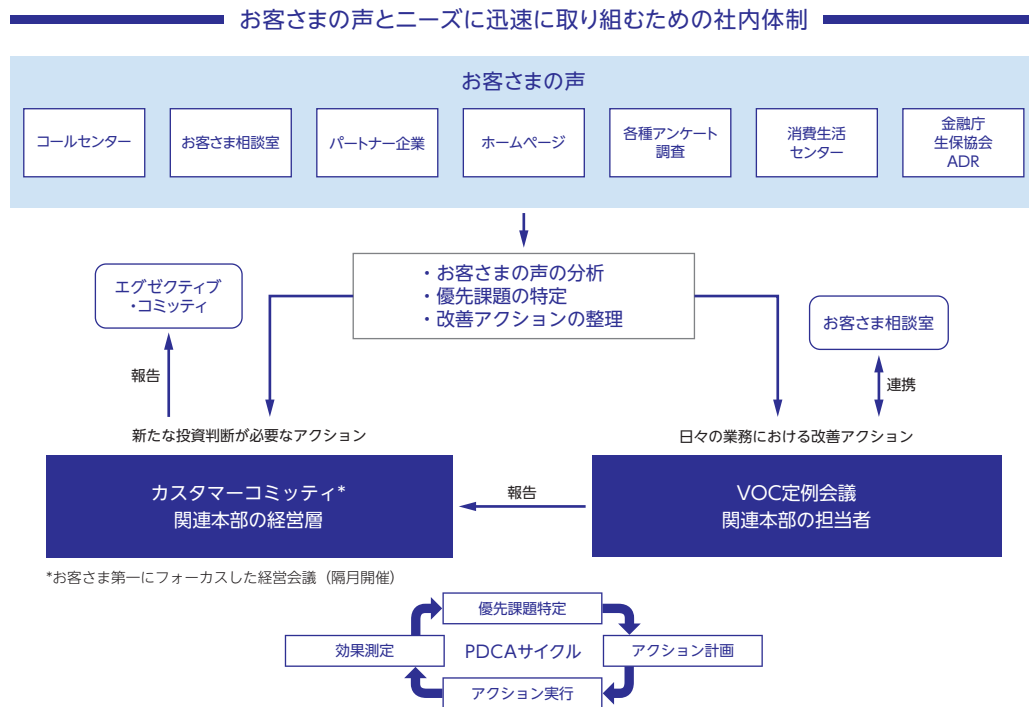 お客さまの声とニーズに迅速に取り組むための社内体制
お客さまの声
コールセンター
お客さま相談室
パートナー企業
ホームページ
各種アンケート
調査
消費生活
センター
金融庁
生保協会
ADR
・お客さまの声の分析
・優先課題の特定
・改善アクションの整理
エグゼクティブ
・コミッティ
お客さま相談室
報告
連携
新たな投資判断が必要なアクション
日々の業務における改善アクション
カスタマーコミッティ*
関連本部の経営層
報告
VOC定例会議
関連本部の担当者
*お客さま第一にフォーカスした経営会議（隔月開催）
優先課題特定
効果測定
PDCAサイクル
アクション計画
アクション実行